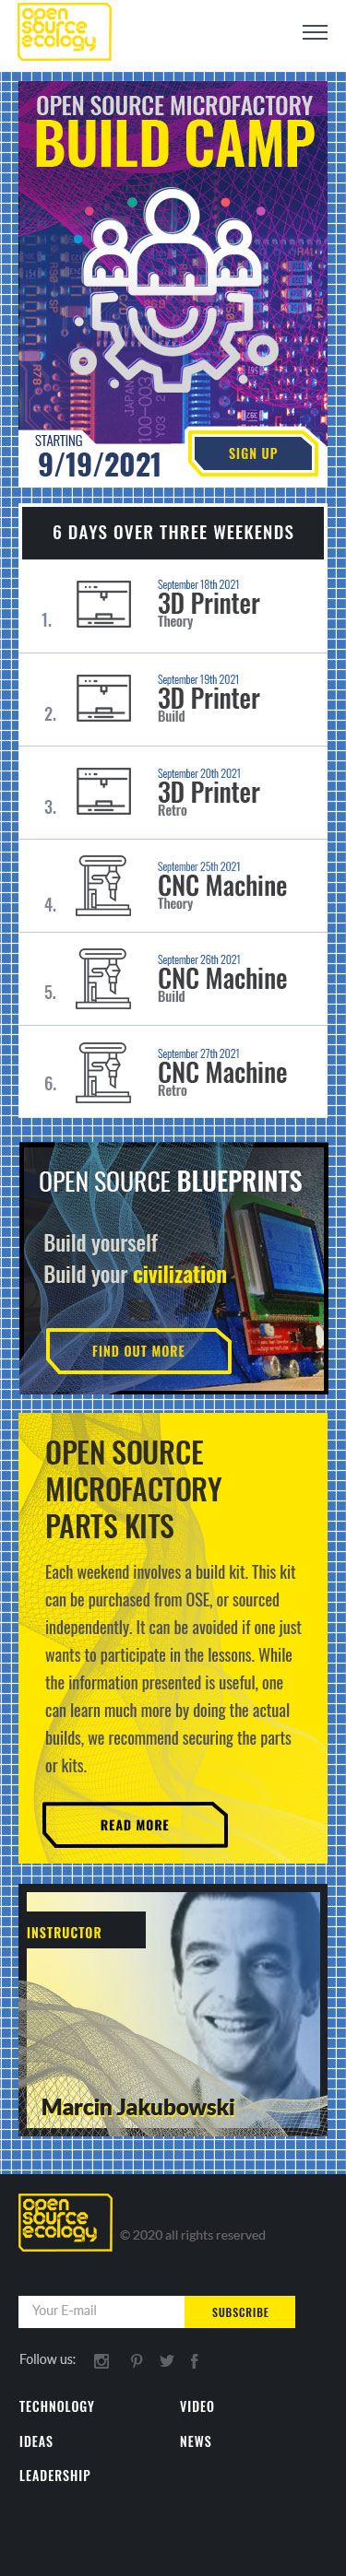 open
source
ecology
OPEN SOURCE MICROFACTORY
BUILD CAMP
STARTING
9/19/2021
SIGN UP
6 DAYS OVER THREE WEEKENDS
1.
September 18th 2021
3D Printer
Theory
2.
September 19th 2021
3D Printer
Build
3.
September 20th 2021
3D Printer
Retro
4.
September 25th 2021
CNC Machine
Theory
5.
September 26th 2021
CNC Machine
Build
6.
September 27th 2021
CNC Machine
Retro
OPEN SOURCE BLUEPRINTS
Build yourself
Build your civilization
FIND OUT MORE
OPEN SOURCE
MICROFACTORY
PARTS KITS
Each weekend involves a build kit. This kit
can be purchased from OSE, or sourced
independently. It can be avoided if one just
wants to participate in the lessons. While
the information presented is useful, one
can learn much more by doing the actual
builds, we recommend securing the parts
or kits.
READ MORE
INSTRUCTOR
Marcin Jakubowski
open
source
ecology
© 2020 all rights reserved
Your E-mail
SUBSCRIBE
Follow us:
TECHNOLOGY
VIDEO
IDEAS
NEWS
LEADERSHIP